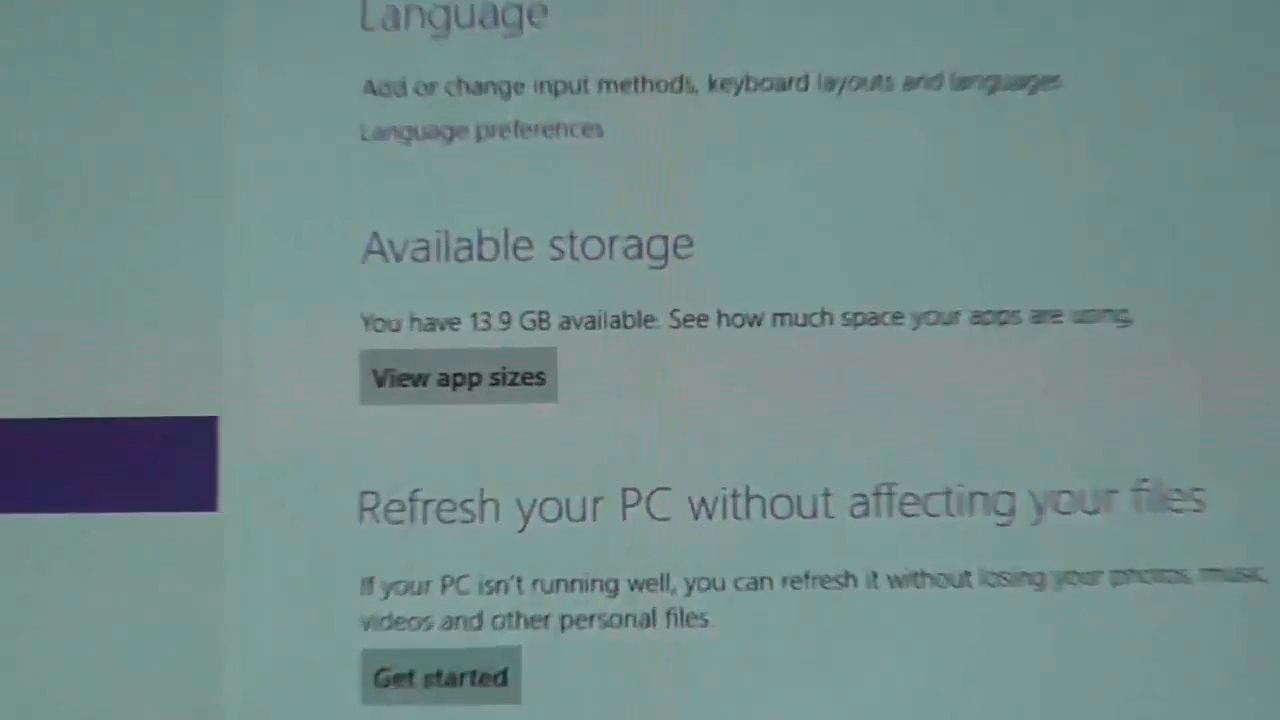 Language
Add or change input methods, keyboard layouts and languages.
Language preferences
Available storage
You have 13.9 GB available. See how much space your apps are using.
View app sizes
Refresh your PC without affecting your files
If your PC isn't running well, you can refresh it without losing your photos, music,
videos and other personal files.
Get started